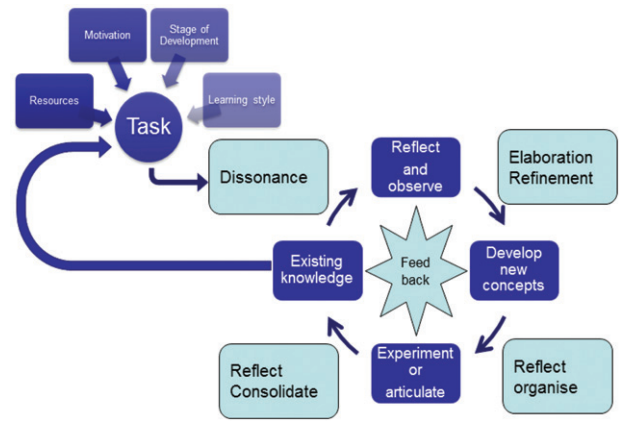 Motivation
Stage of
Development
Resources
Learning style
Task
Dissonance
Reflect
and
observe
Elaboration
Refinement
Existing
knowledge
Feed
back
Develop
new
concepts
Experiment
or
articulate
Reflect
Consolidate
Reflect
organise